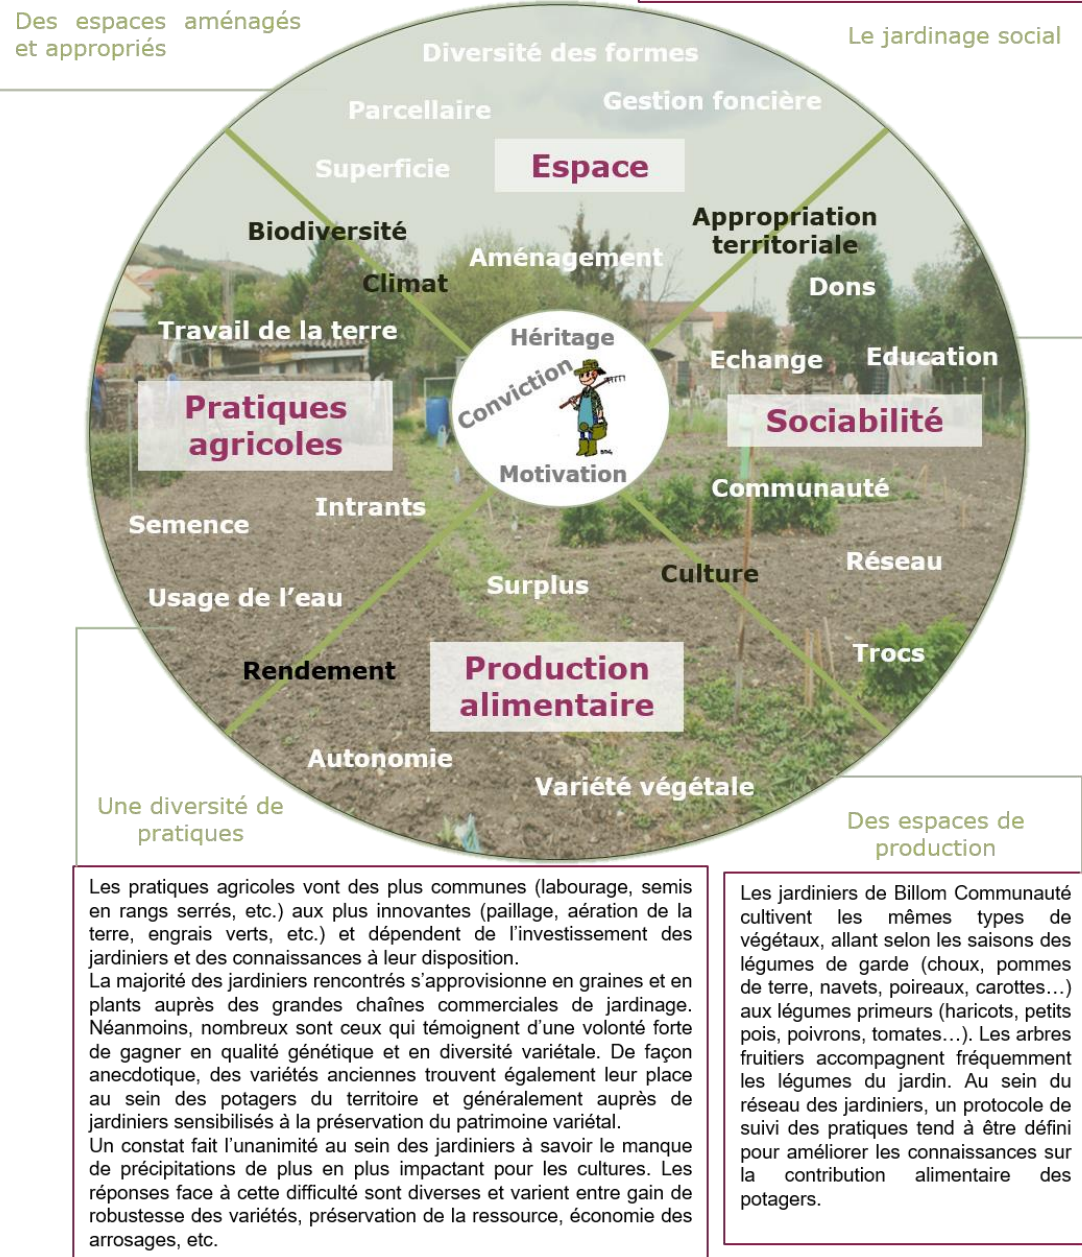 Des espaces aménagés
et appropriés
Le jardinage social
Diversité des formes
Parcellaire
Gestion foncière
Superficie
Espace
Biodiversité
Appropriation
territoriale
Aménagement
Climat
Dons
Travail de la terre
Héritage
Echange
Education
Conviction
Pratiques
agricoles
Sociabilité
Motivation
Communauté
Intrants
Semence
Réseau
Culture
Surplus
Usage de l'eau
Trocs
Rendement
Production
alimentaire
Autonomie
Variété végétale
Une diversité de
pratiques
Des espaces de
production
Les pratiques agricoles vont des plus communes (labourage, semis
en rangs serrés, etc.) aux plus innovantes (paillage, aération de la
terre, engrais verts, etc.) et dépendent de l'investissement des
jardiniers et des connaissances à leur disposition.
La majorité des jardiniers rencontrés s'approvisionne en graines et en
plants auprès des grandes chaînes commerciales de jardinage.
Néanmoins, nombreux sont ceux qui témoignent d'une volonté forte
de gagner en qualité génétique et en diversité variétale. De façon
anecdotique, des variétés anciennes trouvent également leur place
au sein des potagers du territoire et généralement auprès de
jardiniers sensibilisés à la préservation du patrimoine variétal.
Un constat fait l'unanimité au sein des jardiniers à savoir le manque
de précipitations de plus en plus impactant pour les cultures. Les
réponses face à cette difficulté sont diverses et varient entre gain de
robustesse des variétés, préservation de la ressource, économie des
arrosages, etc.
Les jardiniers de Billom Communauté
cultivent les mêmes types de
végétaux, allant selon les saisons des
légumes de garde (choux, pommes
de terre, navets, poireaux, carottes…)
aux légumes primeurs (haricots, petits
pois, poivrons, tomates…). Les arbres
fruitiers accompagnent fréquemment
les légumes du jardin. Au sein du
réseau des jardiniers, un protocole de
suivi des pratiques tend à être défini
pour améliorer les connaissances sur
la contribution alimentaire des
potagers.